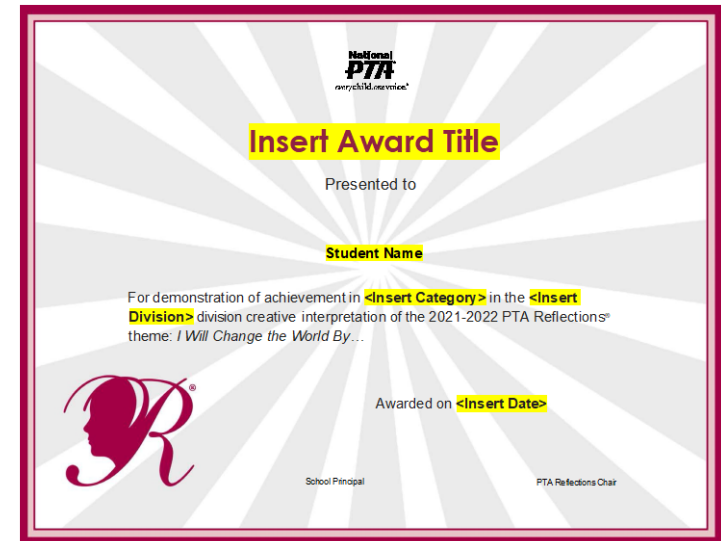 National
PTA®
everychild.onevoice.®
Insert Award Title
Presented to
Student Name
For demonstration of achievement in <Insert Category> in the <Insert
Division> division creative interpretation of the 2021-2022 PTA Reflections®
theme: I Will Change the World By…
R®
Awarded on <Insert Date>
School Principal
PTA Reflections Chair